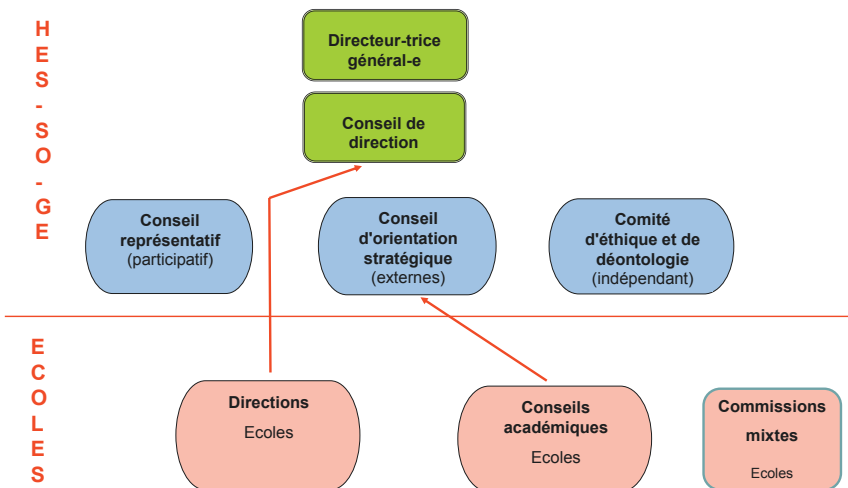 HES-SO-GE
Directeur-trice
général-e
Conseil de
direction
Conseil
représentatif
(participatif)
Conseil
d'orientation
stratégique
(externes)
Comité
d'éthique et de
déontologie
(indépendant)
ECOLES
Directions
Ecoles
Conseils
académiques
Ecoles
Commissions
mixtes
Ecoles